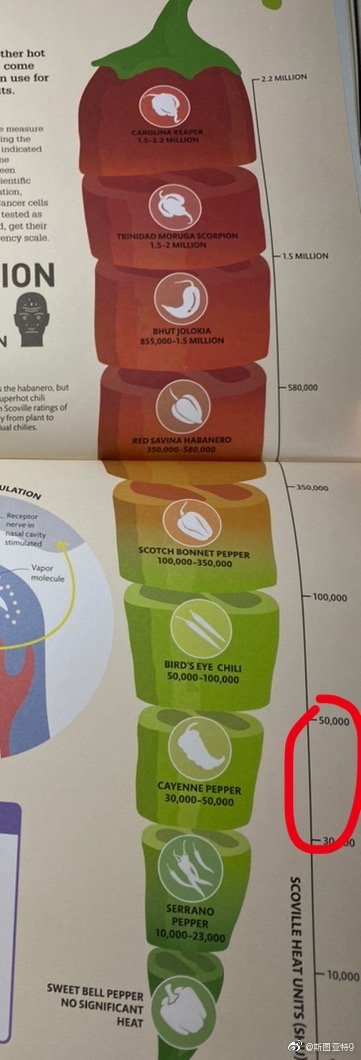 ther hot
come
n use for
ts.
e measure
ing the
indicated
ne
een
ientific
ation,
ancer cells
tested as
d, get their
ency scale.
ION
N
s the habanero, but
uperhot chili
n Scoville ratings of
y from plant to
ual chilies.
2.2 MILLION
CAROLINA REAPER
1.5-2.2 MILLION
TRINIDAD MORUGA SCORPION
1.5-2 MILLION
1.5 MILLION
BHUT JOLOKIA
855,000-1.5 MILLION
580,000
RED SAVINA HABANERO
350,000-580,000
350,000
ULATION
Receptor
nerve in
nasal cavity
stimulated
Vapor
molecule
SCOTCH BONNET PEPPER
100,000-350,000
100,000
BIRD'S EYE CHILI
50,000-100,000
50,000
CAYENNE PEPPER
30,000-50,000
SERRANO
PEPPER
10,000-23,000
SCOVILLE HEAT UNITS
10,000
SWEET BELL PEPPER
NO SIGNIFICANT
HEAT
@斯图亚特9